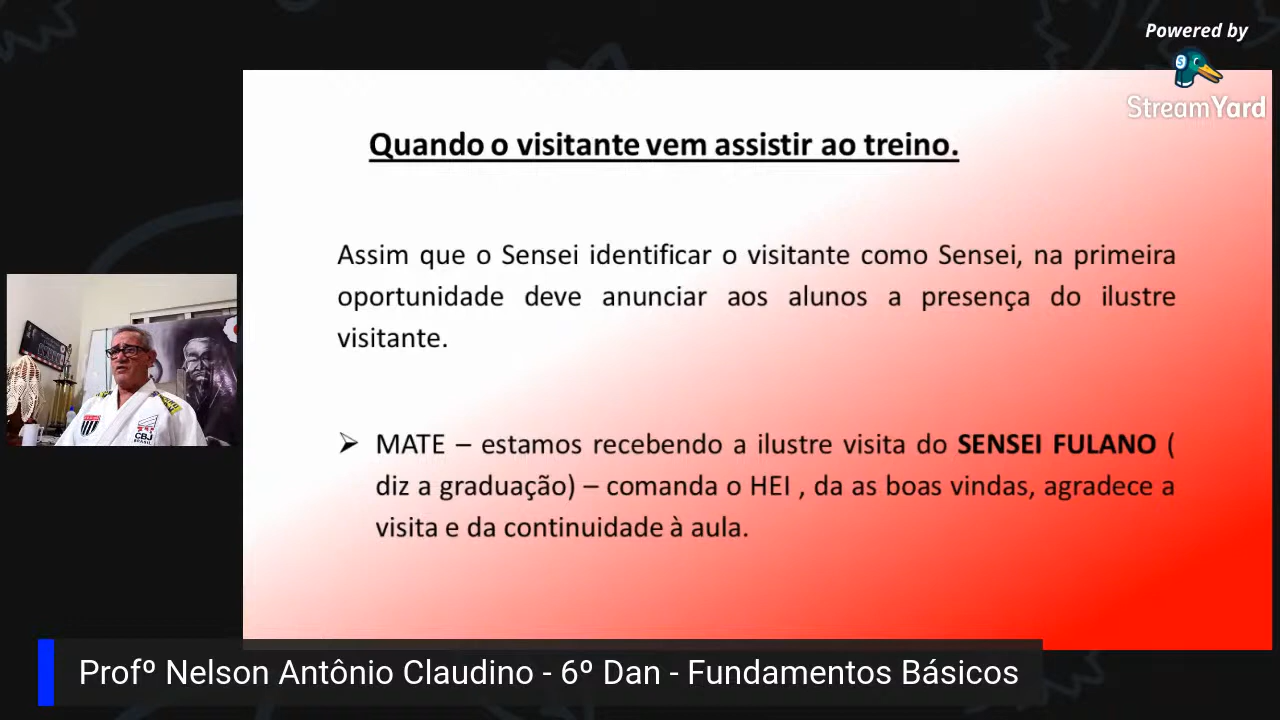 Powered by
StreamYard
Quando o visitante vem assistir ao treino.
Assim que o Sensei identificar o visitante como Sensei, na primeira
oportunidade deve anunciar aos alunos a presença do ilustre
visitante.
➢ MATE – estamos recebendo a ilustre visita do SENSEI FULANO (
diz a graduação) – comanda o HEI , da as boas vindas, agradece a
visita e da continuidade à aula.
CBJ
BRASIL
Profº Nelson Antônio Claudino - 6º Dan - Fundamentos Básicos